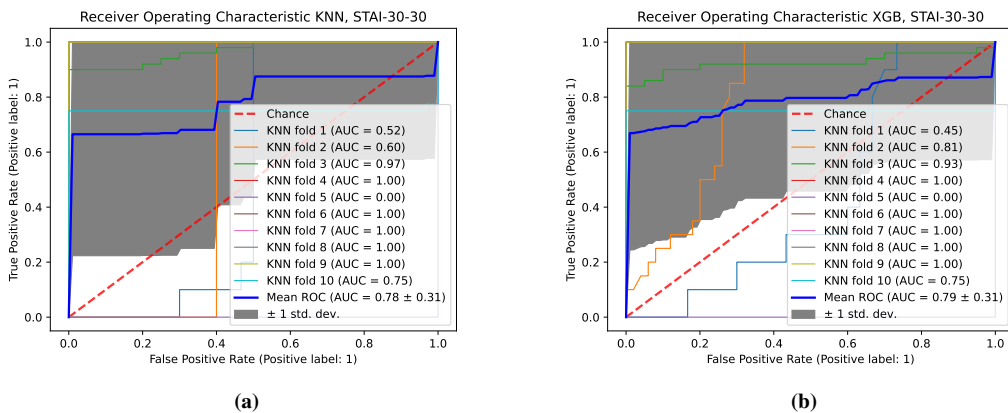 Receiver Operating Characteristic KNN, STAI-30-30
True Positive Rate (Positive label: 1)
1.0
0.8
0.6
0.4
0.2
0.0
Chance
KNN fold 1 (AUC = 0.52)
KNN fold 2 (AUC = 0.60)
KNN fold 3 (AUC = 0.97)
KNN fold 4 (AUC = 1.00)
KNN fold 5 (AUC = 0.00)
KNN fold 6 (AUC = 1.00)
KNN fold 7 (AUC = 1.00)
KNN fold 8 (AUC = 1.00)
KNN fold 9 (AUC = 1.00)
KNN fold 10 (AUC = 0.75)
Mean ROC (AUC = 0.78 ± 0.31)
± 1 std. dev.
0.0 0.2 0.4 0.6 0.8 1.0
False Positive Rate (Positive label: 1)
(a)
Receiver Operating Characteristic XGB, STAI-30-30
True Positive Rate (Positive label: 1)
1.0
0.8
0.6
0.4
0.2
0.0
Chance
KNN fold 1 (AUC = 0.45)
KNN fold 2 (AUC = 0.81)
KNN fold 3 (AUC = 0.93)
KNN fold 4 (AUC = 1.00)
KNN fold 5 (AUC = 0.00)
KNN fold 6 (AUC = 1.00)
KNN fold 7 (AUC = 1.00)
KNN fold 8 (AUC = 1.00)
KNN fold 9 (AUC = 1.00)
KNN fold 10 (AUC = 0.75)
Mean ROC (AUC = 0.79 ± 0.31)
± 1 std. dev.
0.0 0.2 0.4 0.6 0.8 1.0
False Positive Rate (Positive label: 1)
(b)